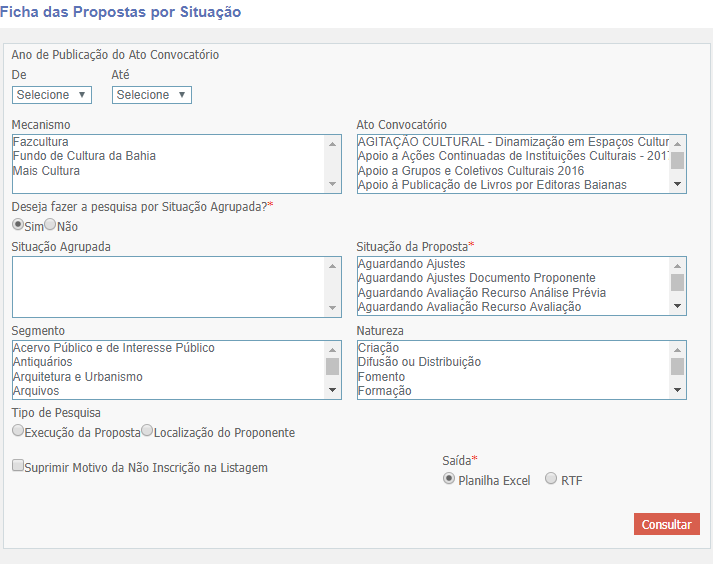 Ficha das Propostas por Situação
Ano de Publicação do Ato Convocatório
De Até
Selecione Selecione
Mecanismo
Fazcultura
Fundo de Cultura da Bahia
Mais Cultura
Ato Convocatório
AGITAÇÃO CULTURAL - Dinamização em Espaços Cultur
Apoio a Ações Continuadas de Instituições Culturais - 2017
Apoio a Grupos e Coletivos Culturais 2016
Apoio à Publicação de Livros por Editoras Baianas
Deseja fazer a pesquisa por Situação Agrupada?*
Sim Não
Situação Agrupada
Situação da Proposta*
Aguardando Ajustes
Aguardando Ajustes Documento Proponente
Aguardando Avaliação Recurso Análise Prévia
Aguardando Avaliação Recurso Avaliação
Segmento
Acervo Público e de Interesse Público
Antiquários
Arquitetura e Urbanismo
Arquivos
Natureza
Criação
Difusão ou Distribuição
Fomento
Formação
Tipo de Pesquisa
Execução da Proposta Localização do Proponente
Suprimir Motivo da Não Inscrição na Listagem
Saída*
Planilha Excel RTF
Consultar